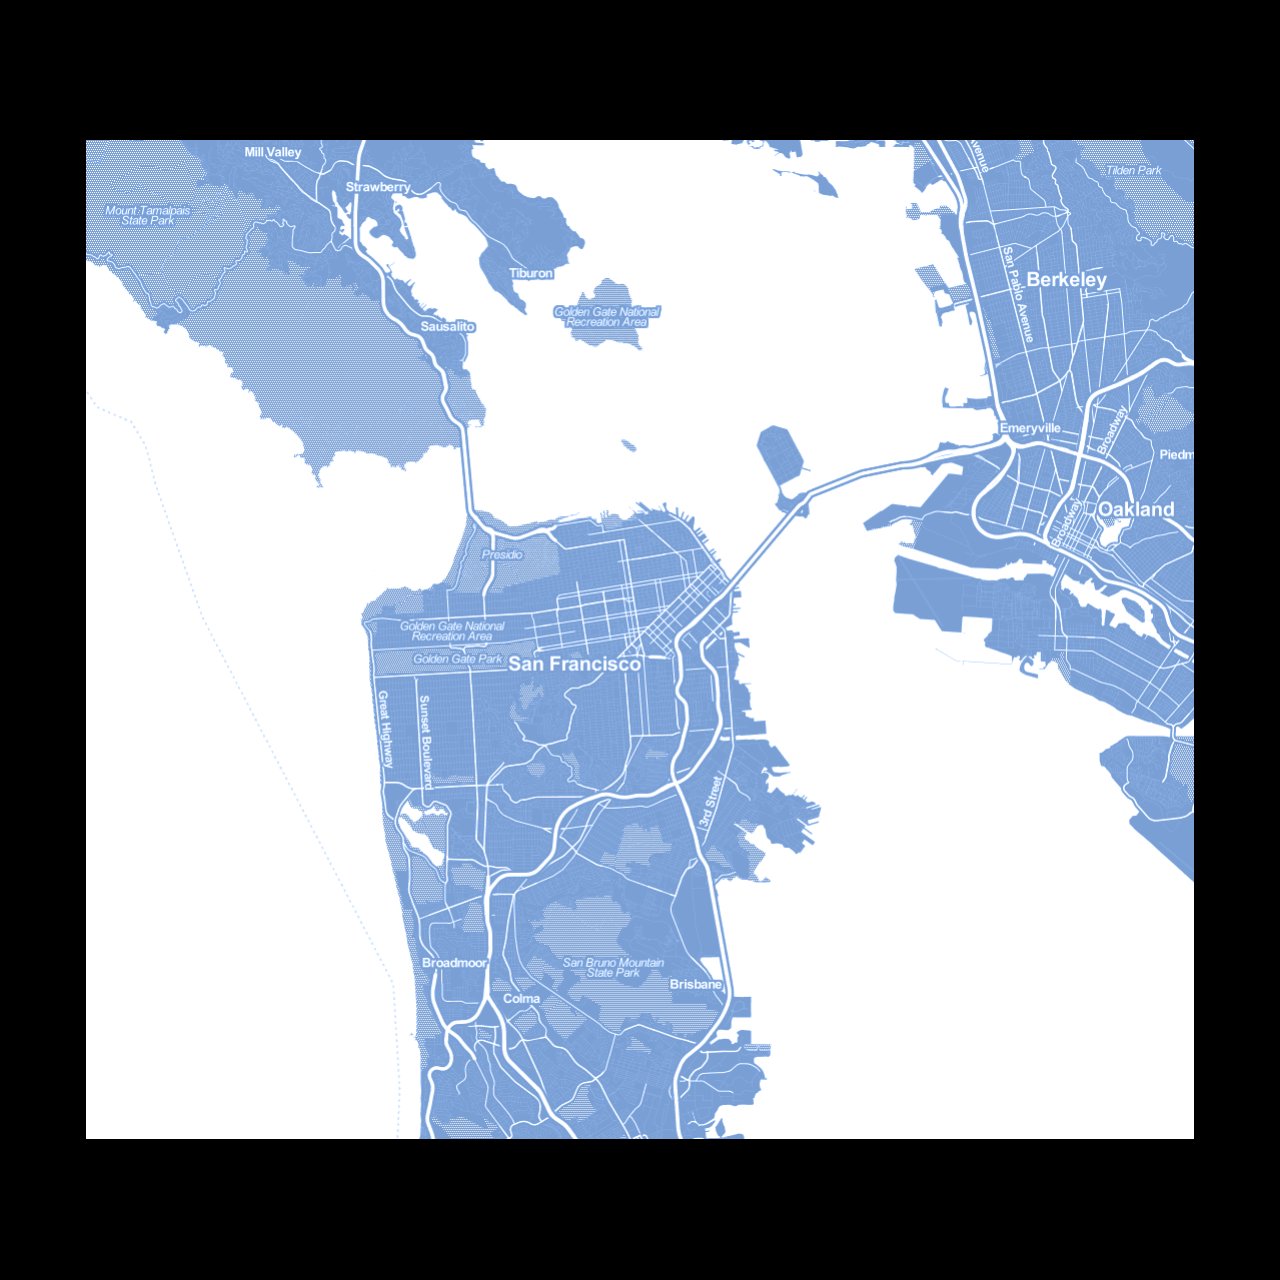 Mill Valley
Tilden Park
Strawberry
Mount Tamalpais
State Park
San Pablo Avenue
Tiburon
Berkeley
Golden Gate National
Recreation Area
Sausalito
Emeryville
Broadway
Piedm
Oakland
Broadway
Presidio
Golden Gate National
Recreation Area
Golden Gate Park
San Francisco
Great Highway
Sunset Boulevard
3rd Street
Broadmoor
San Bruno Mountain
State Park
Brisbane
Colma